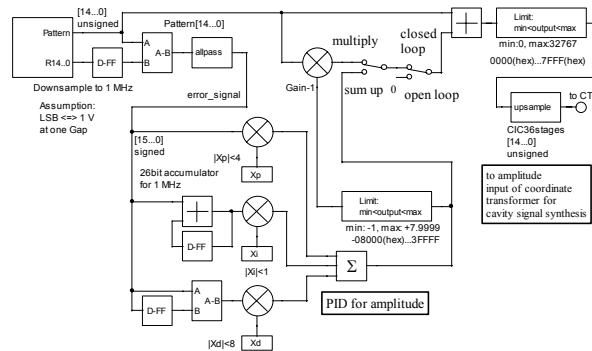 [14...0]
unsigned
Pattern[14...0]
Pattern
R14..0
D-FF
A
B
A-B
allpass
Downsample to 1 MHz
Assumption:
LSB <=> 1 V
at one Gap
error_signal
multiply
closed
loop
Gain-1
sum up
0
open loop
Limit:
min<output<max
min:0, max:32767
0000(hex)...7FFF(hex)
to CT
upsample
CIC36stages
[14...0]
unsigned
to amplitude
input of coordinate
transformer for
cavity signal synthesis
[15...0]
signed
|Xp|<4
Xp
26bit accumulator
for 1 MHz
D-FF
|Xi|<1
Xi
Limit:
min<output<max
min: -1, max: +7.9999
-08000(hex)...3FFFF
Σ
A
B
A-B
D-FF
|Xd|<8
Xd
PID for amplitude